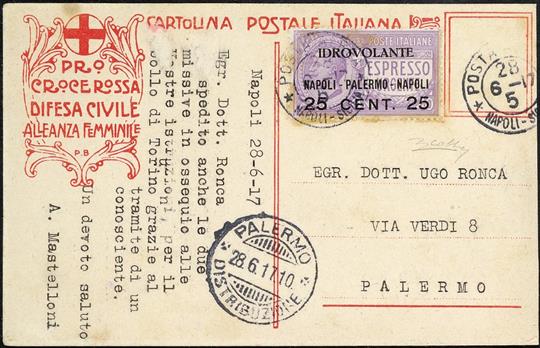 CARTOLINA POSTALE ITALIANA
PRO
CROCE ROSSA
DIFESA CIVILE
ALLEANZA FEMMINILE
P.B
POSTE ITALIANE
ESPRESSO
IDROVOLANTE
NAPOLI - PALERMO - NAPOLI
25 CENT. 25
POSTA
NAPOLI
POSTA
28
6 - 17
5
NAPOLI
Napoli 28-6-17
Egr. Dott. Ronca
spedito anche le due
missive in ossequio alle
Vostre istruzioni, per il
bollo di Torino grazie al
tramite di un
conoscente.
Un devoto saluto
A. Mastelloni
EGR. DOTT. UGO RONCA
VIA VERDI 8
PALERMO
PALERMO
28.6.17.10
DISTRIBUZIONE